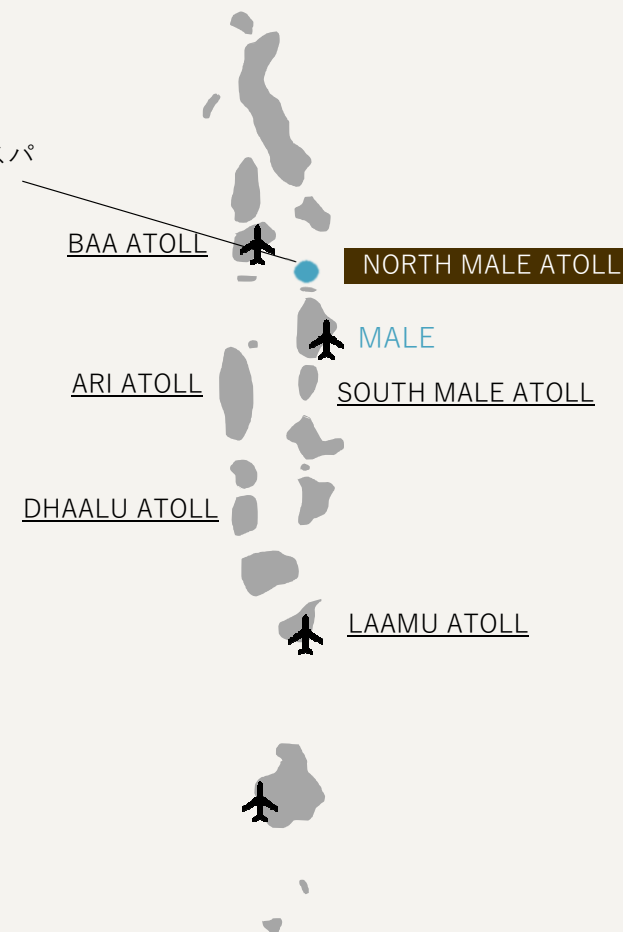 スパ
BAA ATOLL
NORTH MALE ATOLL
MALE
ARI ATOLL
SOUTH MALE ATOLL
DHAALU ATOLL
LAAMU ATOLL